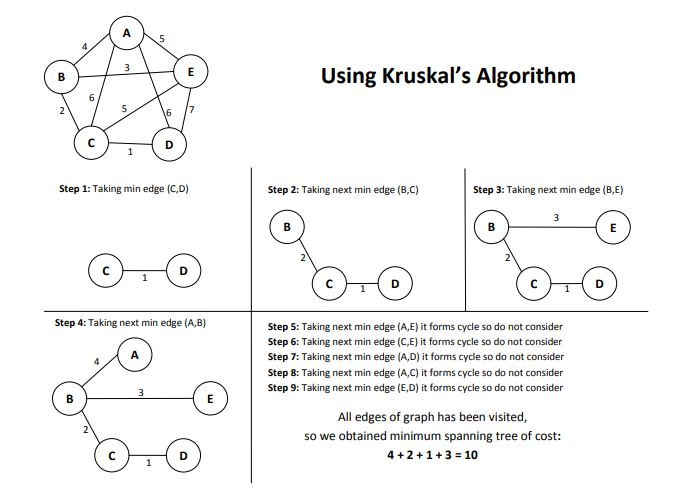 A
4
5
B
3
E
6
5
6
7
2
C
D
1
Using Kruskal’s Algorithm
Step 1: Taking min edge (C,D)
C
D
1
Step 2: Taking next min edge (B,C)
B
2
C
D
1
Step 3: Taking next min edge (B,E)
B
3
E
2
C
D
1
Step 4: Taking next min edge (A,B)
A
4
B
3
E
2
C
D
1
Step 5: Taking next min edge (A,E) it forms cycle so do not consider
Step 6: Taking next min edge (C,E) it forms cycle so do not consider
Step 7: Taking next min edge (A,D) it forms cycle so do not consider
Step 8: Taking next min edge (A,C) it forms cycle so do not consider
Step 9: Taking next min edge (E,D) it forms cycle so do not consider
All edges of graph has been visited,
so we obtained minimum spanning tree of cost:
4 + 2 + 1 + 3 = 10